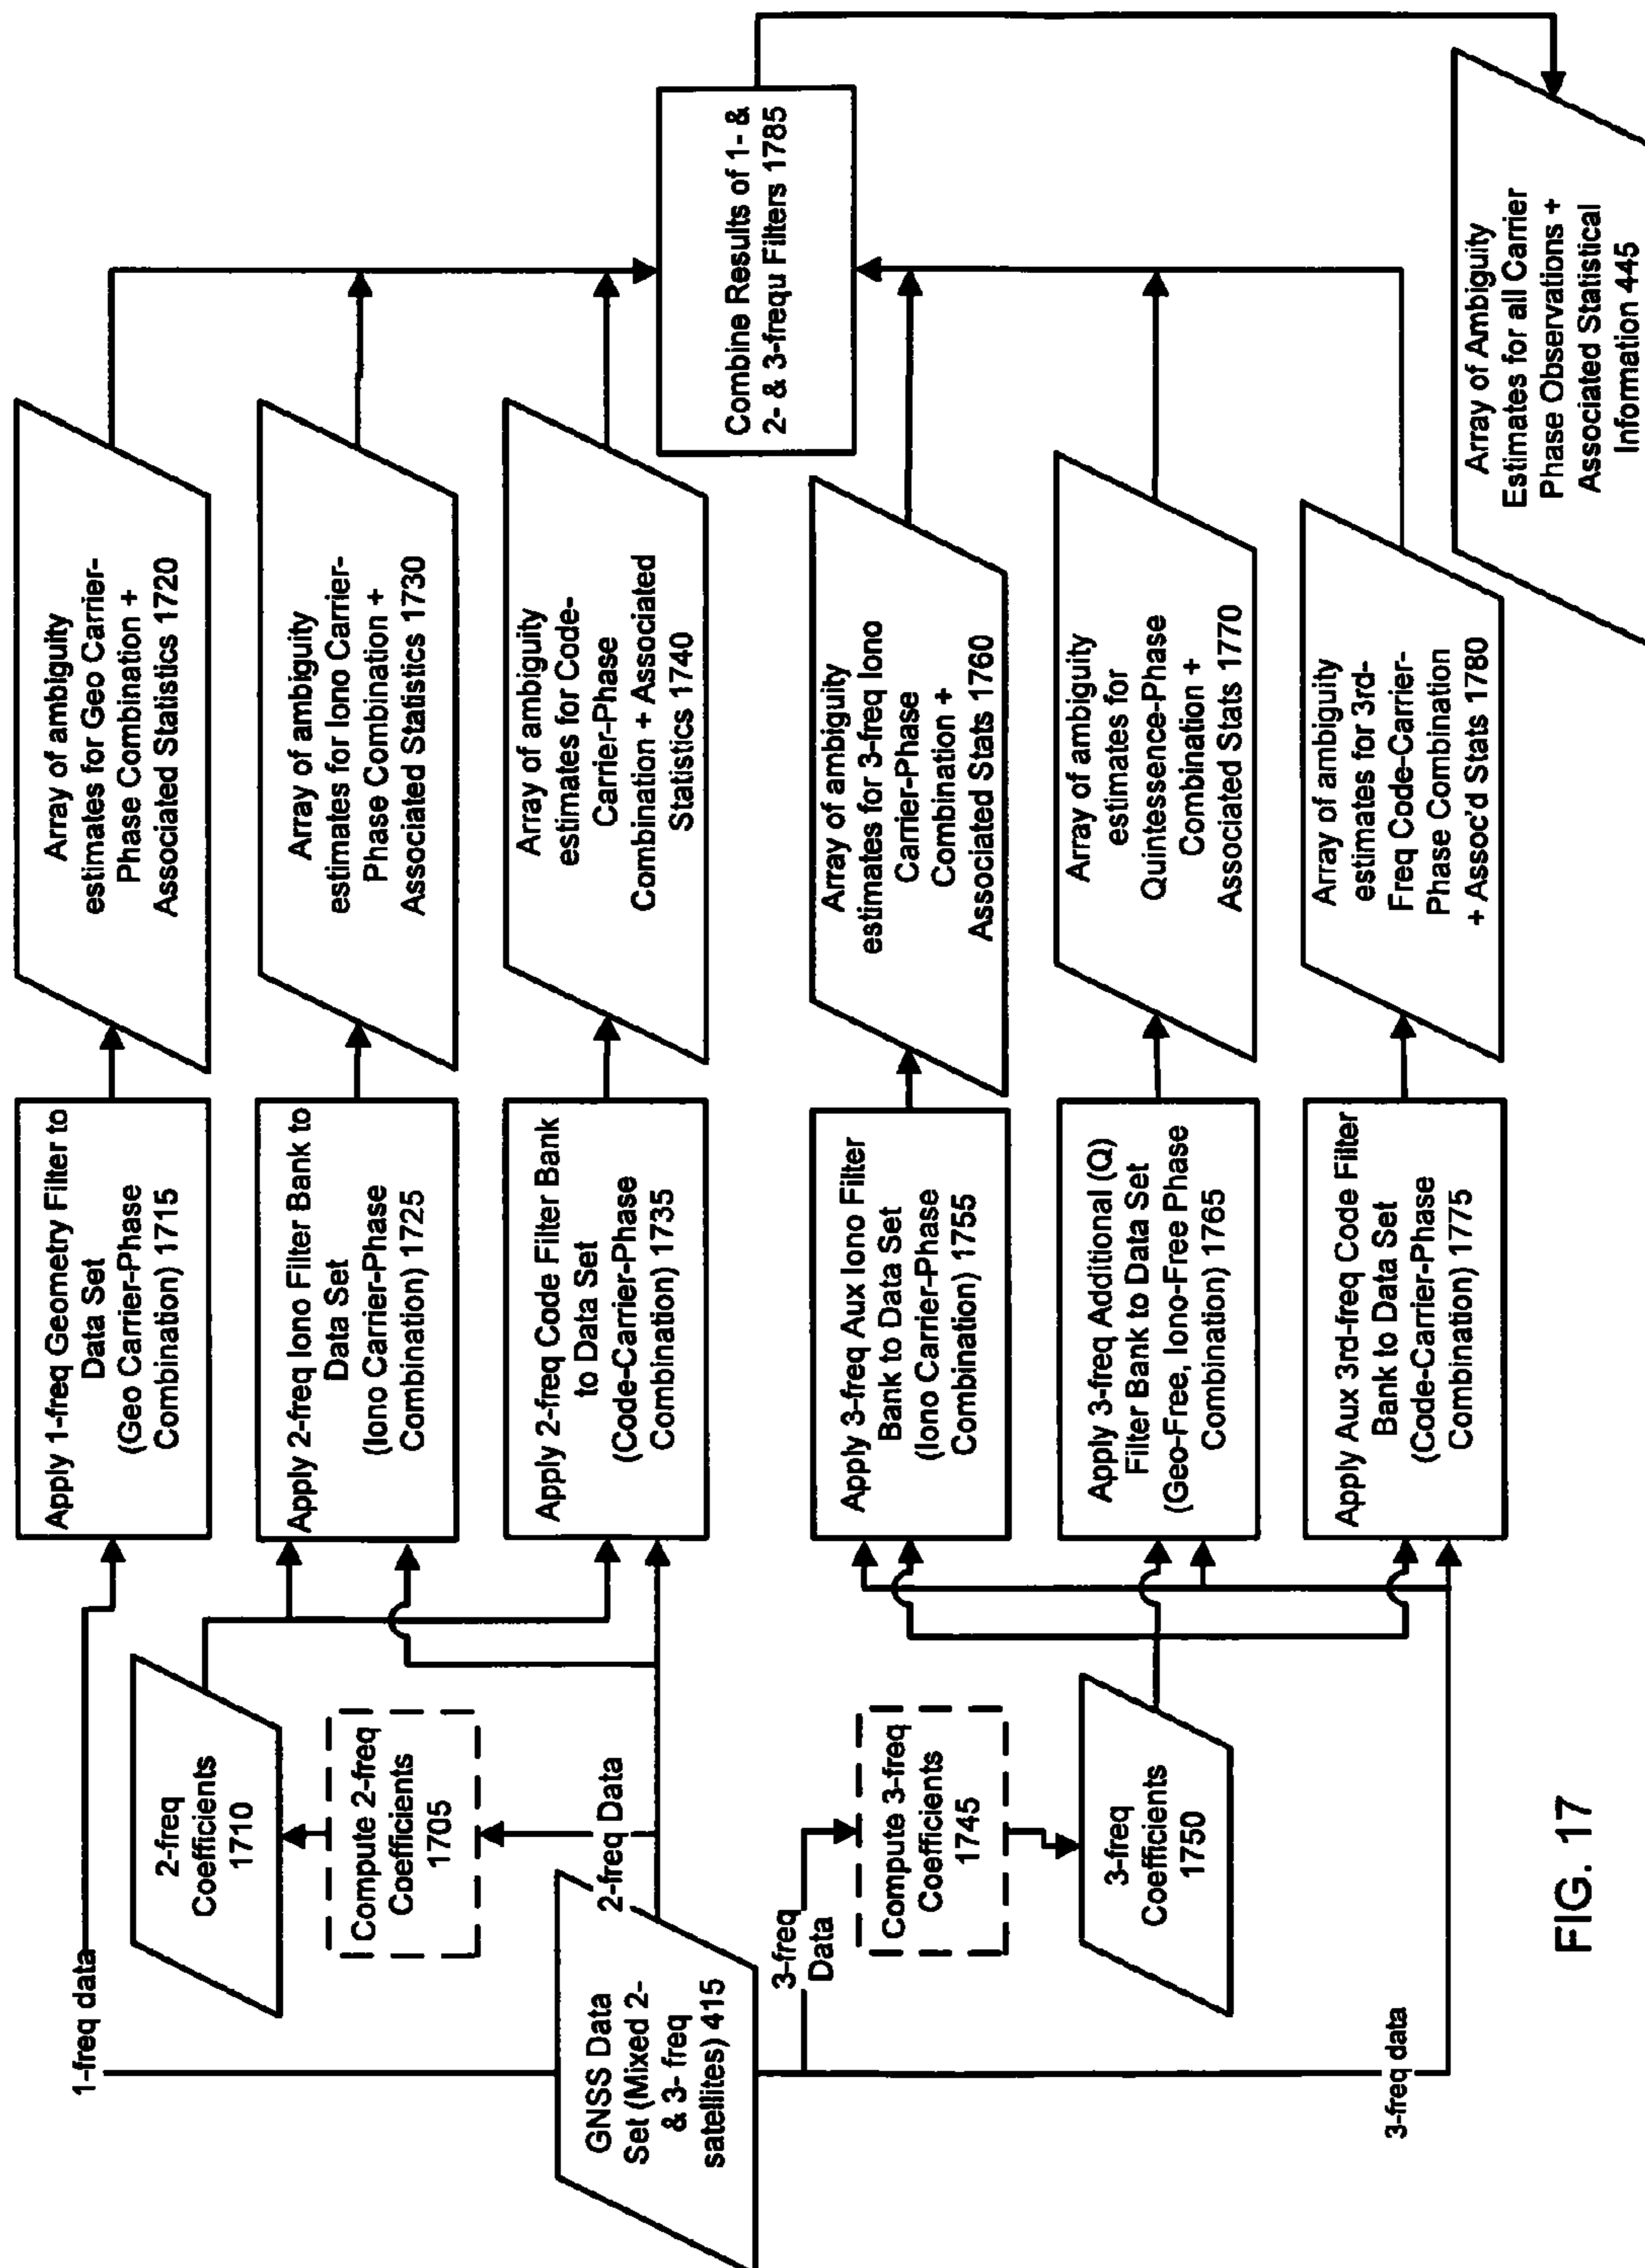 1-freq data
2-freq
Coefficients
1710
Compute 2-freq
Coefficients
1705
2-freq Data
GNSS Data
Set (Mixed 2-
& 3- freq
satellites) 415
3-freq
Data
Compute 3-freq
Coefficients
1745
3-freq
Coefficients
1750
3-freq data
Apply 1-freq Geometry Filter to
Data Set
(Geo Carrier-Phase
Combination) 1715
Apply 2-freq Iono Filter Bank to
Data Set
(Iono Carrier-Phase
Combination) 1725
Apply 2-freq Code Filter Bank
to Data Set
(Code-Carrier-Phase
Combination) 1735
Apply 3-freq Aux Iono Filter
Bank to Data Set
(Iono Carrier-Phase
Combination) 1755
Apply 3-freq Additional (Q)
Filter Bank to Data Set
(Geo-Free, Iono-Free Phase
Combination) 1765
Apply Aux 3rd-freq Code Filter
Bank to Data Set
(Code-Carrier-Phase
Combination) 1775
Array of ambiguity
estimates for Geo Carrier-
Phase Combination +
Associated Statistics 1720
Array of ambiguity
estimates for Iono Carrier-
Phase Combination +
Associated Statistics 1730
Array of ambiguity
estimates for Code-
Carrier-Phase
Combination + Associated
Statistics 1740
Array of ambiguity
estimates for 3-freq Iono
Carrier-Phase
Combination +
Associated Stats 1760
Array of ambiguity
estimates for
Quintessence-Phase
Combination +
Associated Stats 1770
Array of ambiguity
estimates for 3rd-
Freq Code-Carrier-
Phase Combination
+ Assoc'd Stats 1780
Combine Results of 1- &
2- & 3-frequ Filters 1785
Array of Ambiguity
Estimates for all Carrier
Phase Observations +
Associated Statistical
Information 445
FIG. 17